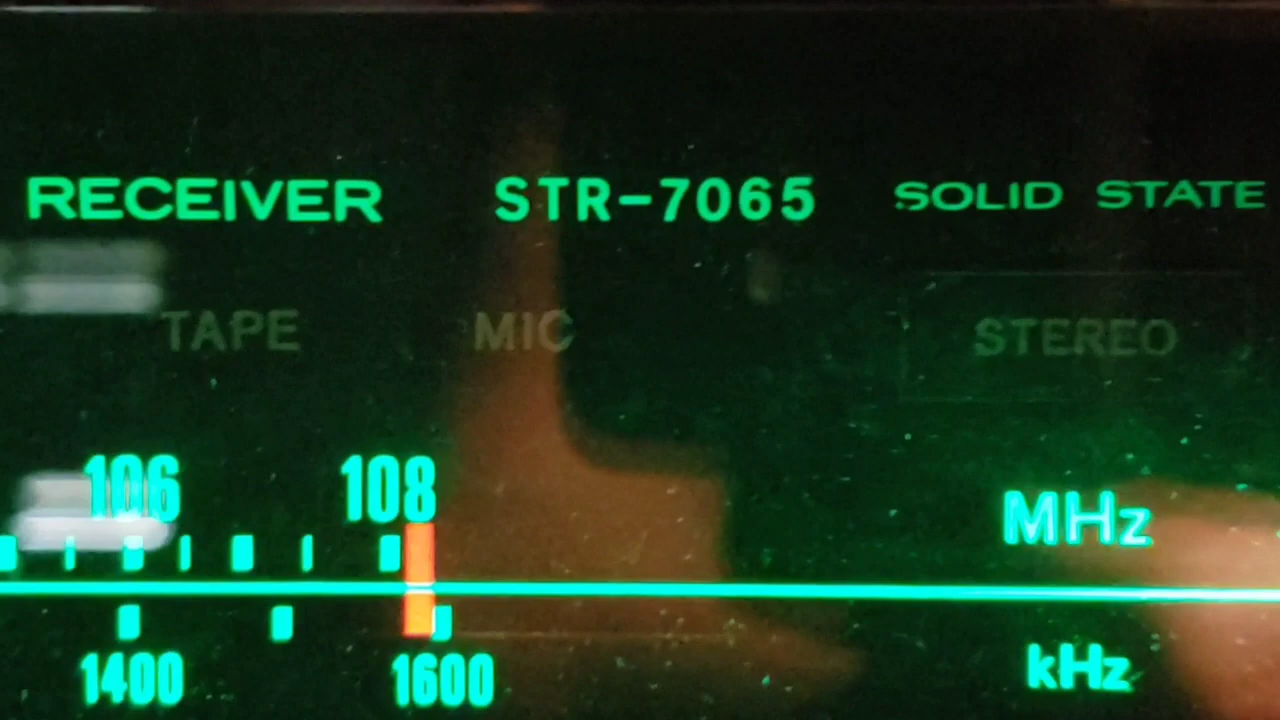 RECEIVER STR-7065 SOLID STATE
TAPE MIC STEREO
106 108 MHz
1400 1600 kHz